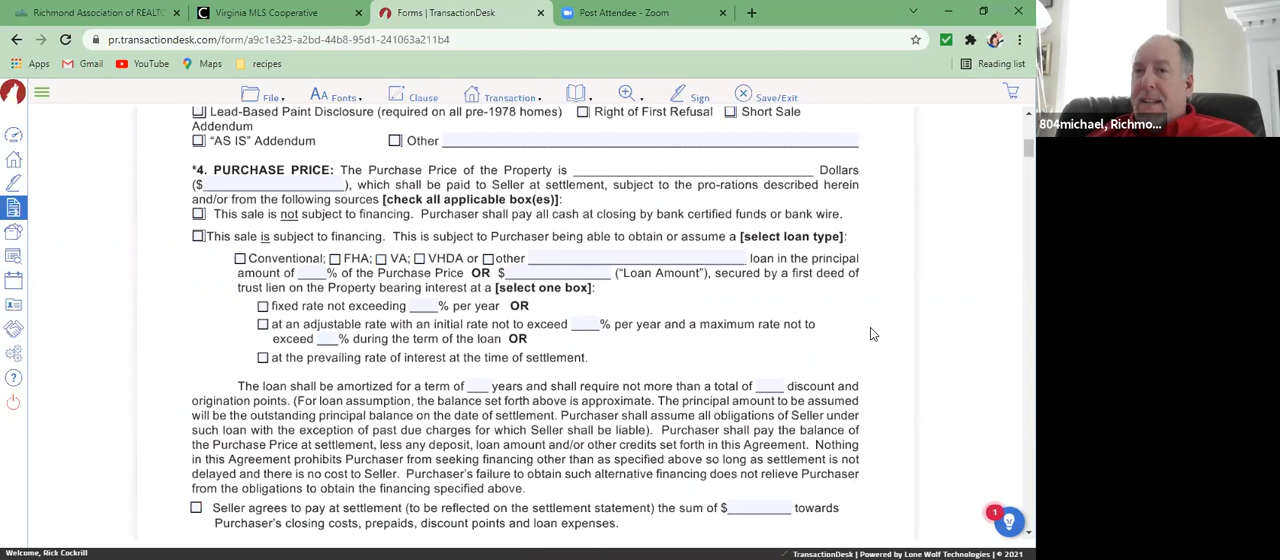 Richmond Association of REALTO
Virginia MLS Cooperative
Forms | TransactionDesk
Post Attendee - Zoom
pr.transactiondesk.com/form/a9c1e323-a2bd-44b8-95d1-241063a211b4
Apps
Gmail
YouTube
Maps
recipes
Reading list
File
Fonts
Clause
Transaction
Sign
Save/Exit
804michael, Richmo...
Lead-Based Paint Disclosure (required on all pre-1978 homes) Right of First Refusal Short Sale
Addendum
"AS IS" Addendum Other
*4. PURCHASE PRICE: The Purchase Price of the Property is ____ Dollars
($____), which shall be paid to Seller at settlement, subject to the pro-rations described herein
and/or from the following sources [check all applicable box(es)]:
This sale is not subject to financing. Purchaser shall pay all cash at closing by bank certified funds or bank wire.
This sale is subject to financing. This is subject to Purchaser being able to obtain or assume a [select loan type]:
Conventional; FHA; VA; VHDA or other ____ loan in the principal
amount of ____% of the Purchase Price OR $____ ("Loan Amount"), secured by a first deed of
trust lien on the Property bearing interest at a [select one box]:
fixed rate not exceeding ____% per year OR
at an adjustable rate with an initial rate not to exceed ____% per year and a maximum rate not to
exceed ___% during the term of the loan OR
at the prevailing rate of interest at the time of settlement.
The loan shall be amortized for a term of ___ years and shall require not more than a total of ____ discount and
origination points. (For loan assumption, the balance set forth above is approximate. The principal amount to be assumed
will be the outstanding principal balance on the date of settlement. Purchaser shall assume all obligations of Seller under
such loan with the exception of past due charges for which Seller shall be liable). Purchaser shall pay the balance of
the Purchase Price at settlement, less any deposit, loan amount and/or other credits set forth in this Agreement. Nothing
in this Agreement prohibits Purchaser from seeking financing other than as specified above so long as settlement is not
delayed and there is no cost to Seller. Purchaser's failure to obtain such alternative financing does not relieve Purchaser
from the obligations to obtain the financing specified above.
Seller agrees to pay at settlement (to be reflected on the settlement statement) the sum of $____ towards
Purchaser's closing costs, prepaids, discount points and loan expenses.
1
Welcome, Rick Cockrill
TransactionDesk | Powered by Lone Wolf Technologies | © 2021